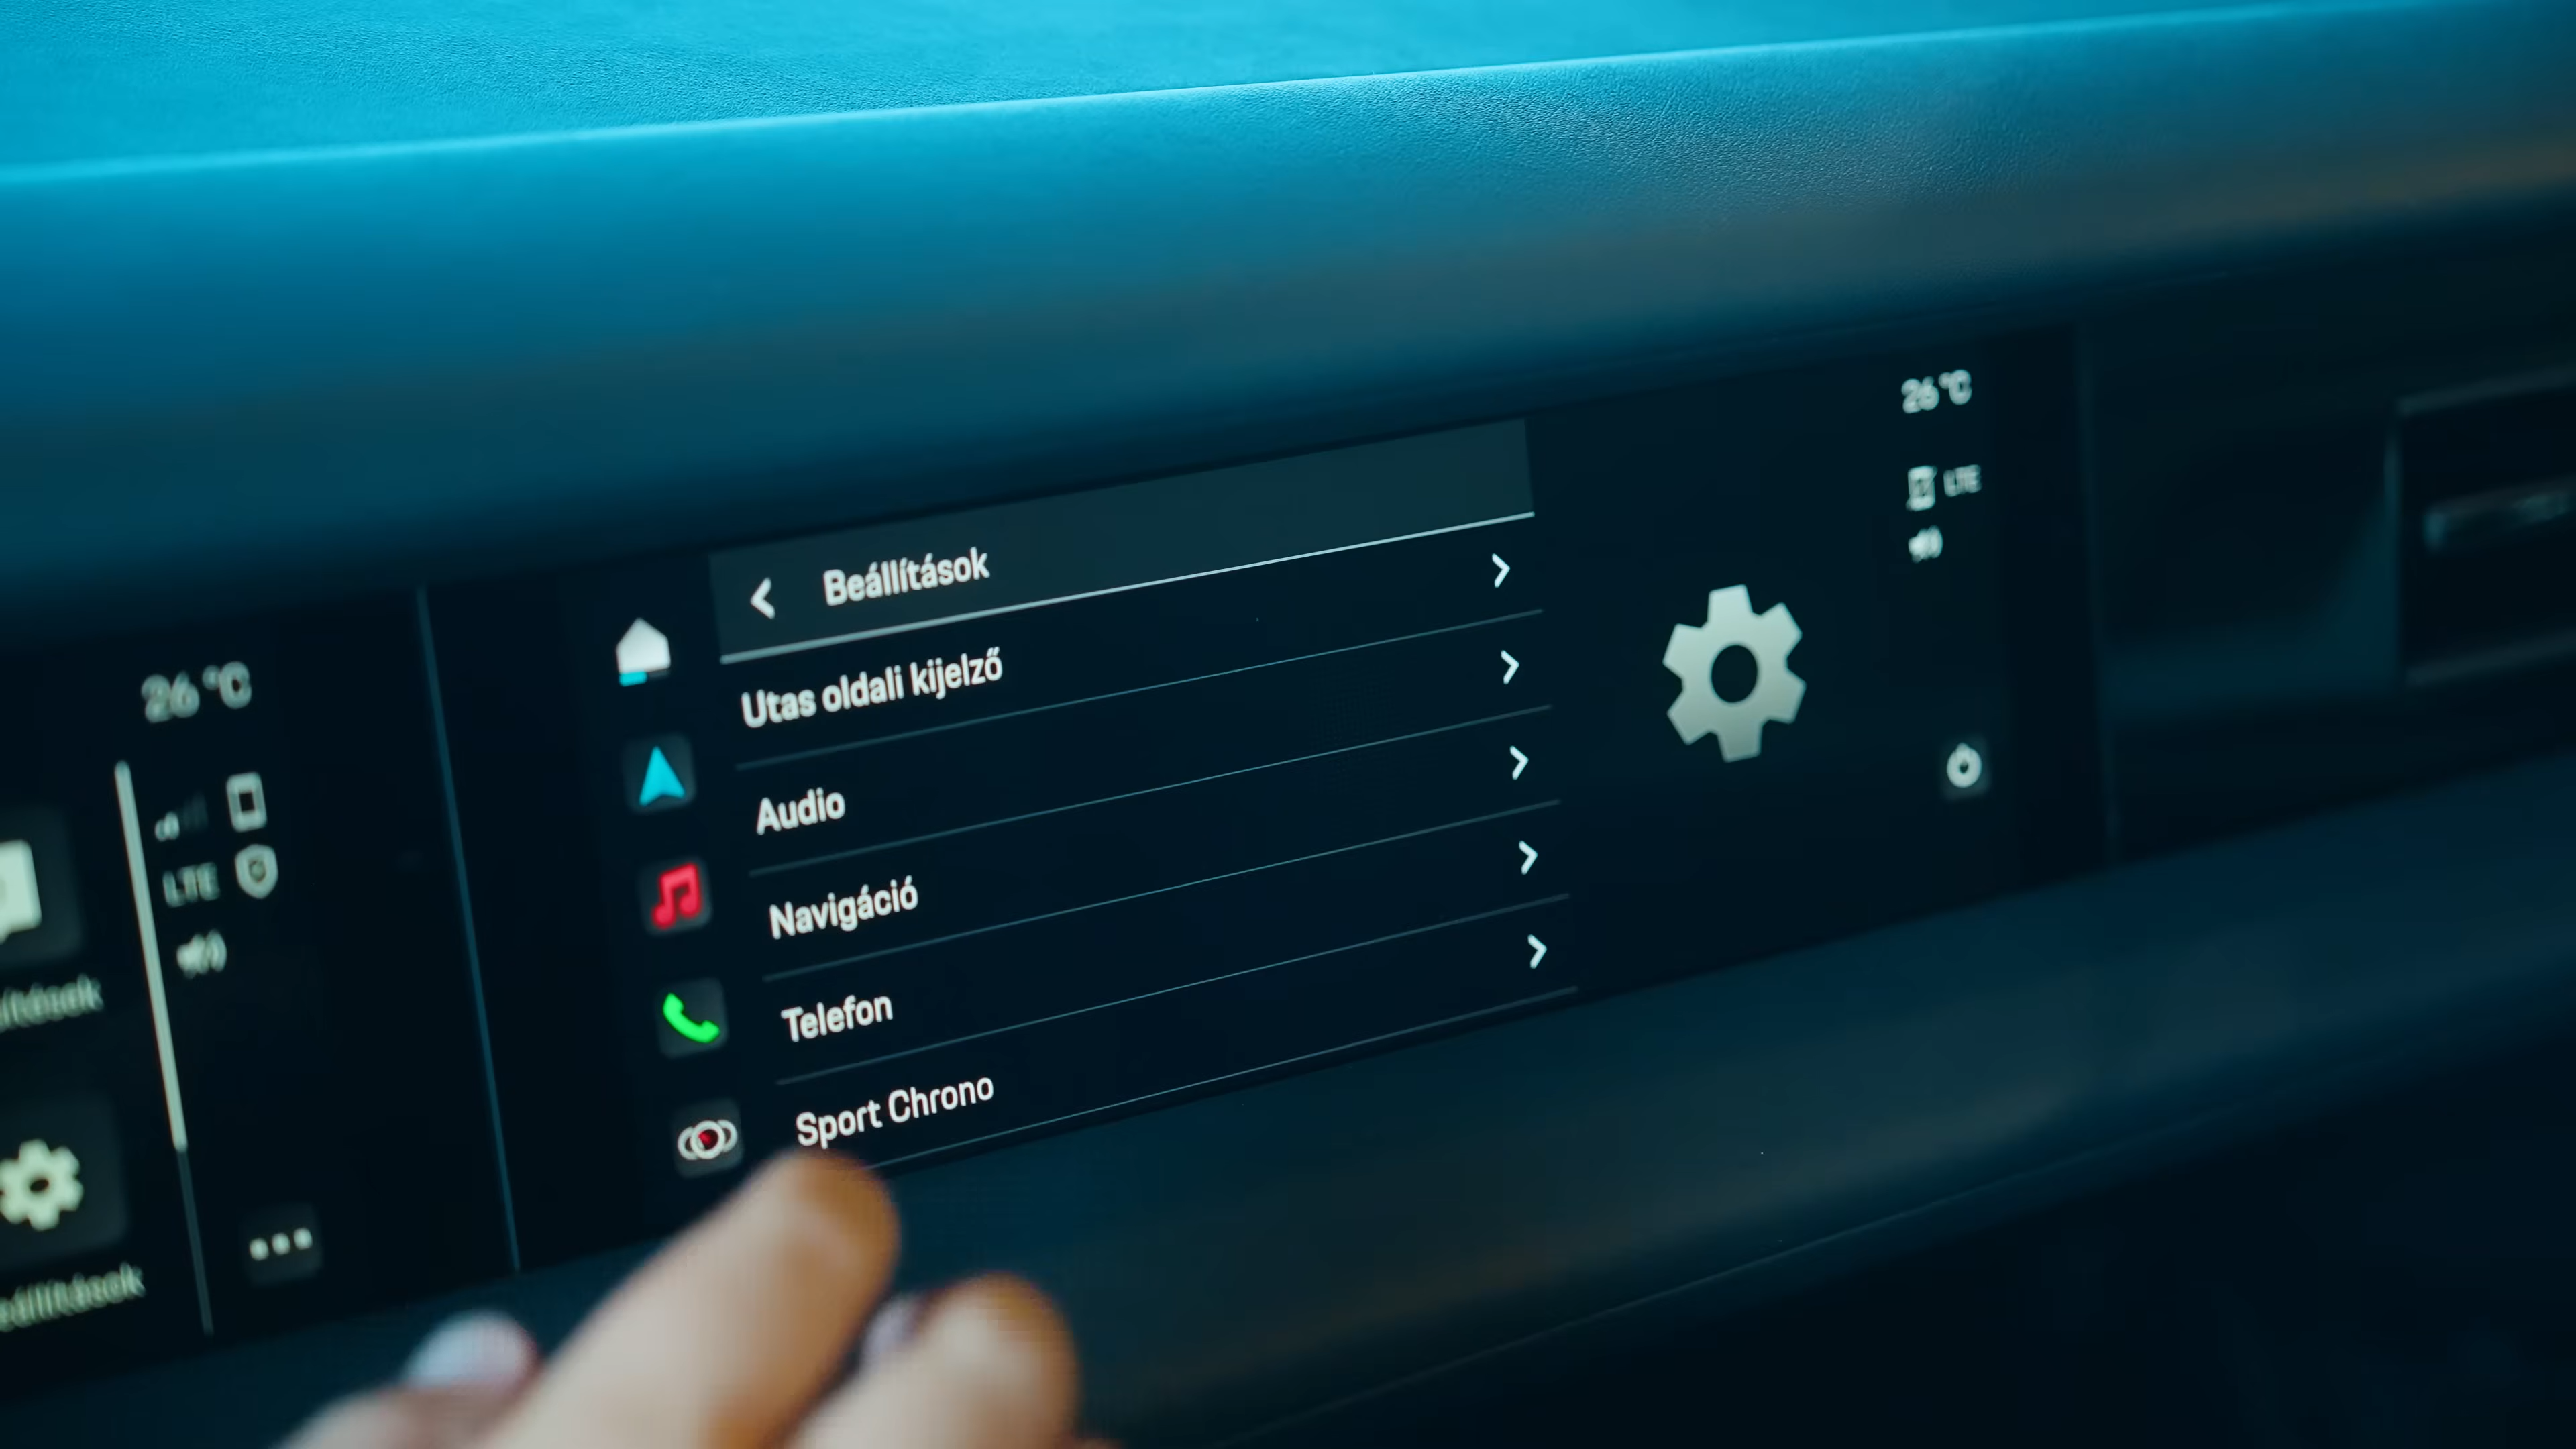 26 °C
LTE
Beállítások
Utas oldali kijelző
Audio
Navigáció
Telefon
Sport Chrono
26 °C
LTE